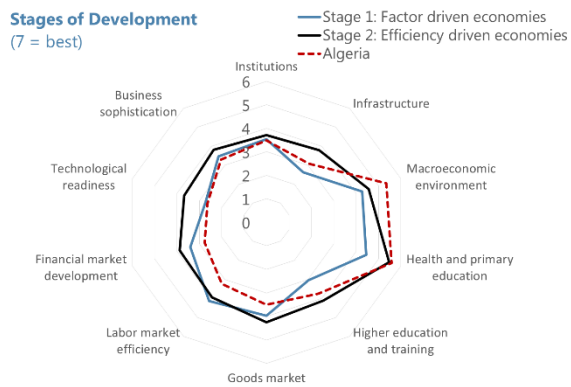 Stages of Development
(7 = best)
Stage 1: Factor driven economies
Stage 2: Efficiency driven economies
Algeria
Institutions
Infrastructure
Macroeconomic
environment
Health and primary
education
Higher education
and training
Goods market
Labor market
efficiency
Financial market
development
Technological
readiness
Business
sophistication
6
5
4
3
2
1
0